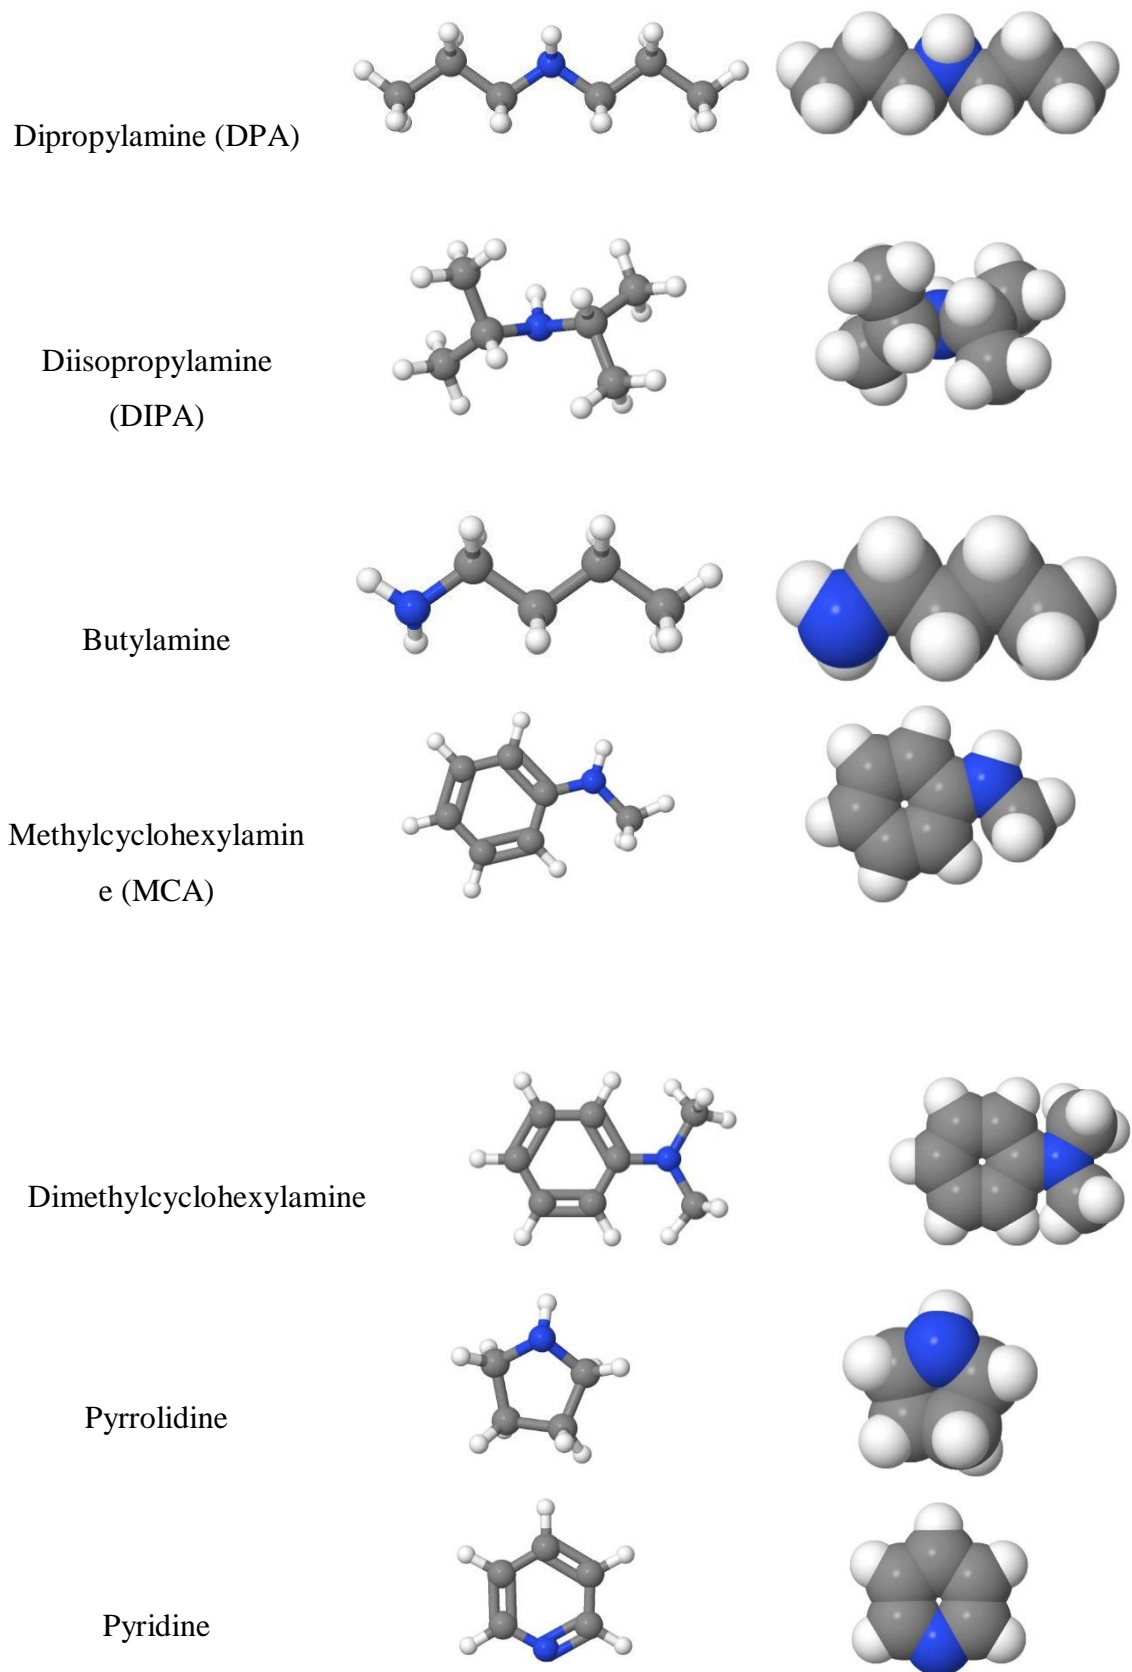 Dipropylamine (DPA)
Diisopropylamine
(DIPA)
Butylamine
Methylcyclohexylamin
e (MCA)
Dimethylcyclohexylamine
Pyrrolidine
Pyridine